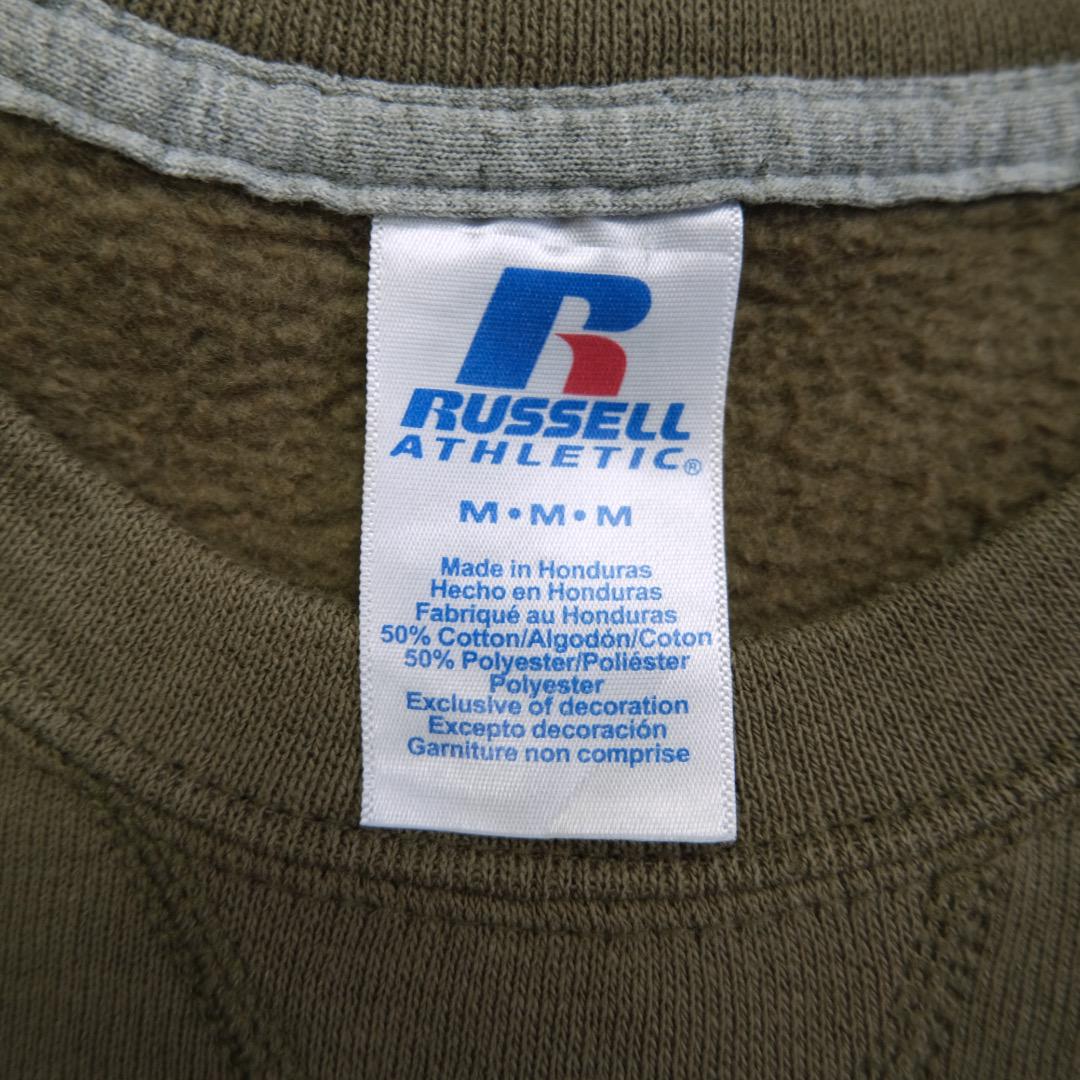 R
RUSSELL
ATHLETIC®
M•M•M
Made in Honduras
Hecho en Honduras
Fabriqué au Honduras
50% Cotton/Algodón/Coton
50% Polyester/Poliéster
Polyester
Exclusive of decoration
Excepto decoración
Garniture non comprise